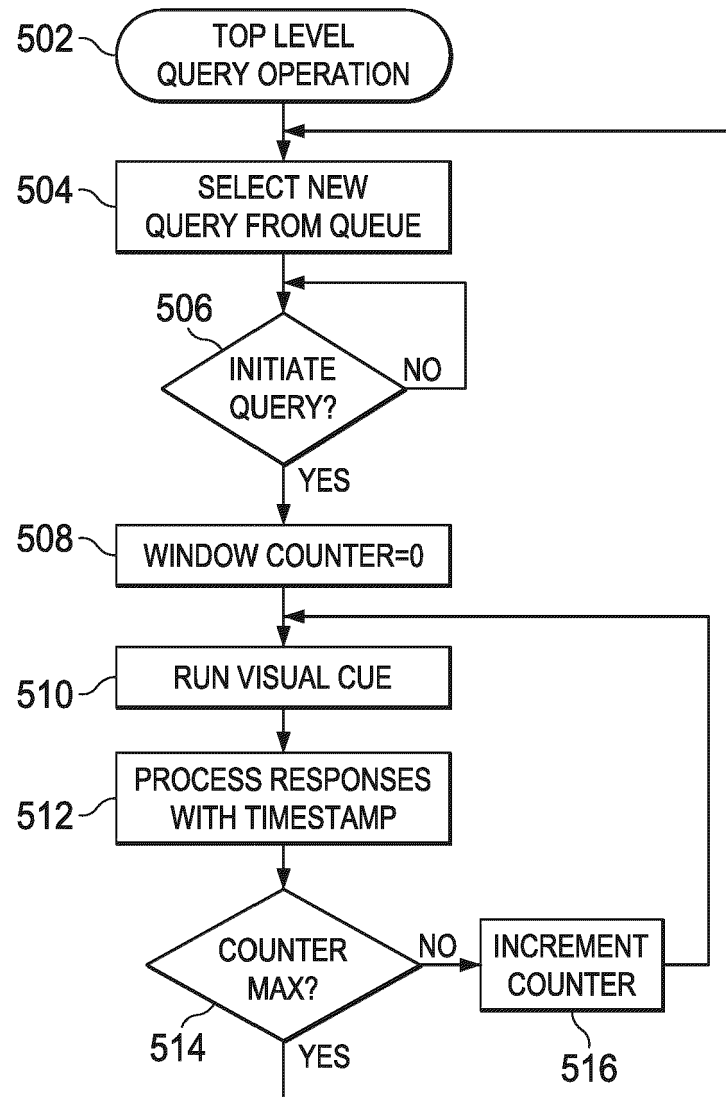 502
TOP LEVEL
QUERY OPERATION
504
SELECT NEW
QUERY FROM QUEUE
506
INITIATE
QUERY?
NO
YES
508
WINDOW COUNTER=0
510
RUN VISUAL CUE
512
PROCESS RESPONSES
WITH TIMESTAMP
COUNTER
MAX?
NO
INCREMENT
COUNTER
514
YES
516